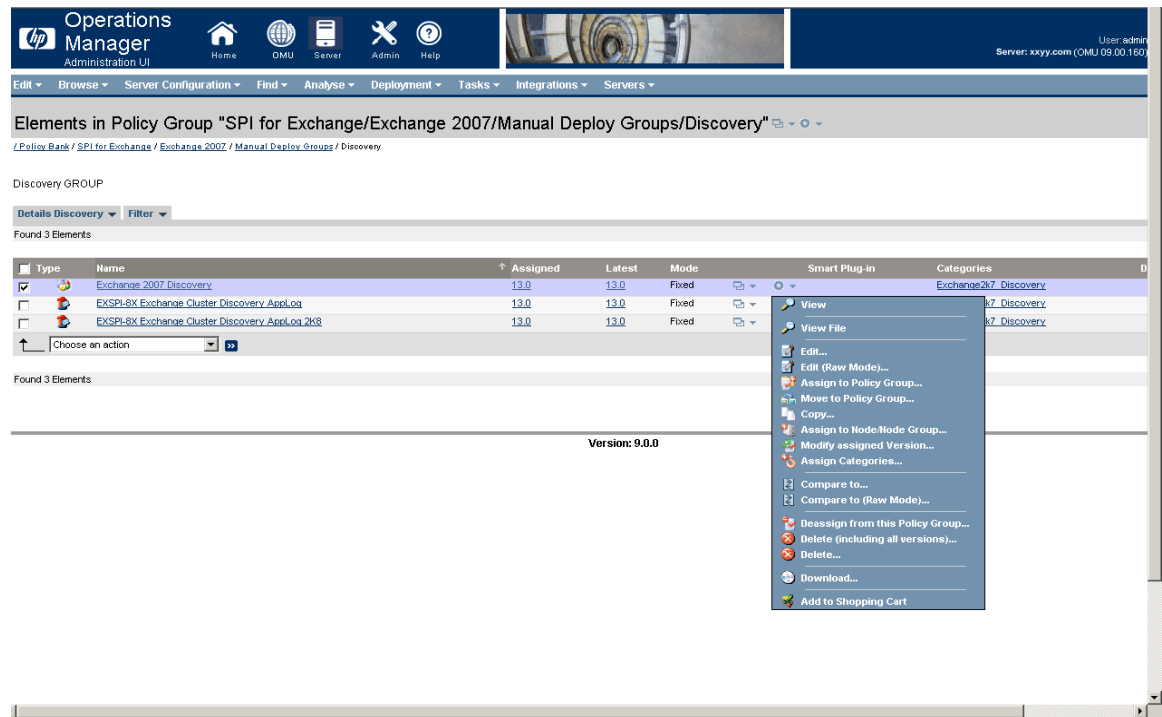 hp Operations
Manager
Administration UI
Home OMU Server Admin Help
User:admin
Server: xxyy.com (OMU 09.00.160)
Edit Browse Server Configuration Find Analyse Deployment Tasks Integrations Servers
Elements in Policy Group "SPI for Exchange/Exchange 2007/Manual Deploy Groups/Discovery"
/ Policy Bank / SPI for Exchange / Exchange 2007 / Manual Deploy Groups / Discovery
Discovery GROUP
Details Discovery Filter
Found 3 Elements
Type Name Assigned Latest Mode Smart Plug-in Categories D
Exchange 2007 Discovery 13.0 13.0 Fixed Exchange2k7_Discovery
EXSPI-8X Exchange Cluster Discovery AppLog 13.0 13.0 Fixed k7_Discovery
EXSPI-8X Exchange Cluster Discovery AppLog 2K8 13.0 13.0 Fixed k7_Discovery
Choose an action
Found 3 Elements
Version: 9.0.0
View
View File
Edit...
Edit (Raw Mode)...
Assign to Policy Group...
Move to Policy Group...
Copy...
Assign to Node/Node Group...
Modify assigned Version...
Assign Categories...
Compare to...
Compare to (Raw Mode)...
Deassign from this Policy Group...
Delete (including all versions)...
Delete...
Download...
Add to Shopping Cart